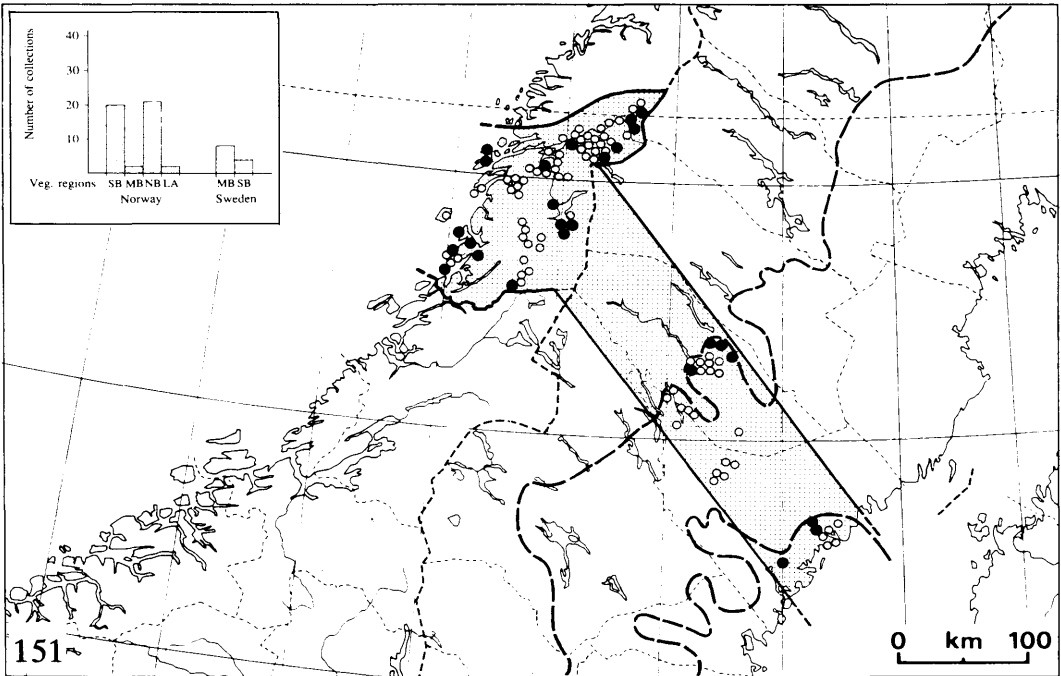 40
30
20
10
Number of collections
Veg. regions SB MB NB LA MB SB
Norway Sweden
151
0 km 100